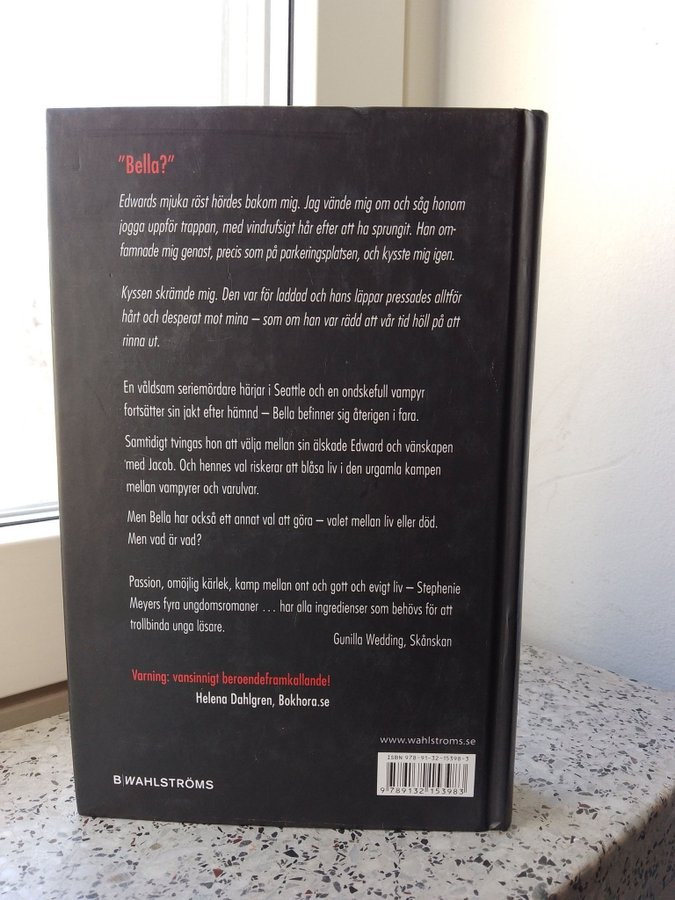 "Bella?"
Edwards mjuka röst hördes bakom mig. Jag vände mig om och såg honom
jogga uppför trappan, med vindrufsigt hår efter att ha sprungit. Han om-
famnade mig genast, precis som på parkeringsplatsen, och kysste mig igen.
Kyssen skrämde mig. Den var för laddad och hans läppar pressades alltför
hårt och desperat mot mina – som om han var rädd att vår tid höll på att
rinna ut.
En våldsam seriemördare härjar i Seattle och en ondskefull vampyr
fortsätter sin jakt efter hämnd – Bella befinner sig återigen i fara.
Samtidigt tvingas hon att välja mellan sin älskade Edward och vänskapen
med Jacob. Och hennes val riskerar att blåsa liv i den urgamla kampen
mellan vampyrer och varulvar.
Men Bella har också ett annat val att göra – valet mellan liv eller död.
Men vad är vad?
Passion, omöjlig kärlek, kamp mellan ont och gott och evigt liv – Stephenie
Meyers fyra ungdomsromaner ... har alla ingredienser som behövs för att
trollbinda unga läsare.
Gunilla Wedding, Skånskan
Varning: vansinnigt beroendeframkallande!
Helena Dahlgren, Bokhora.se
www.wahlstroms.se
ISBN 978-91-32-15398-3
9 789132 153983
B|WAHLSTRÖMS